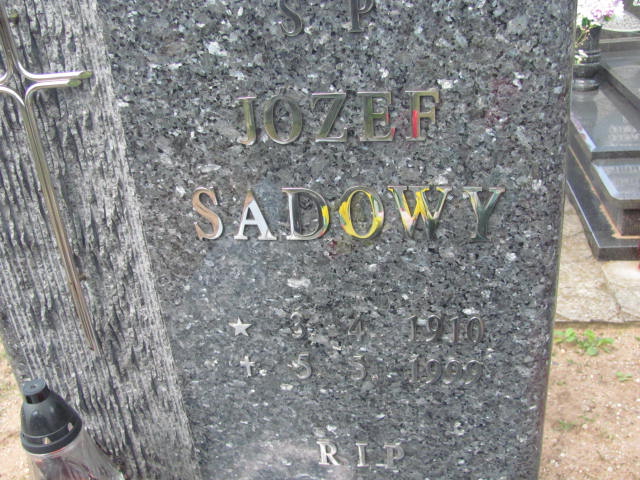 S P
JOZEF
SADOWY
★ 3 4 1910
✝ 5 5 1999
R I P